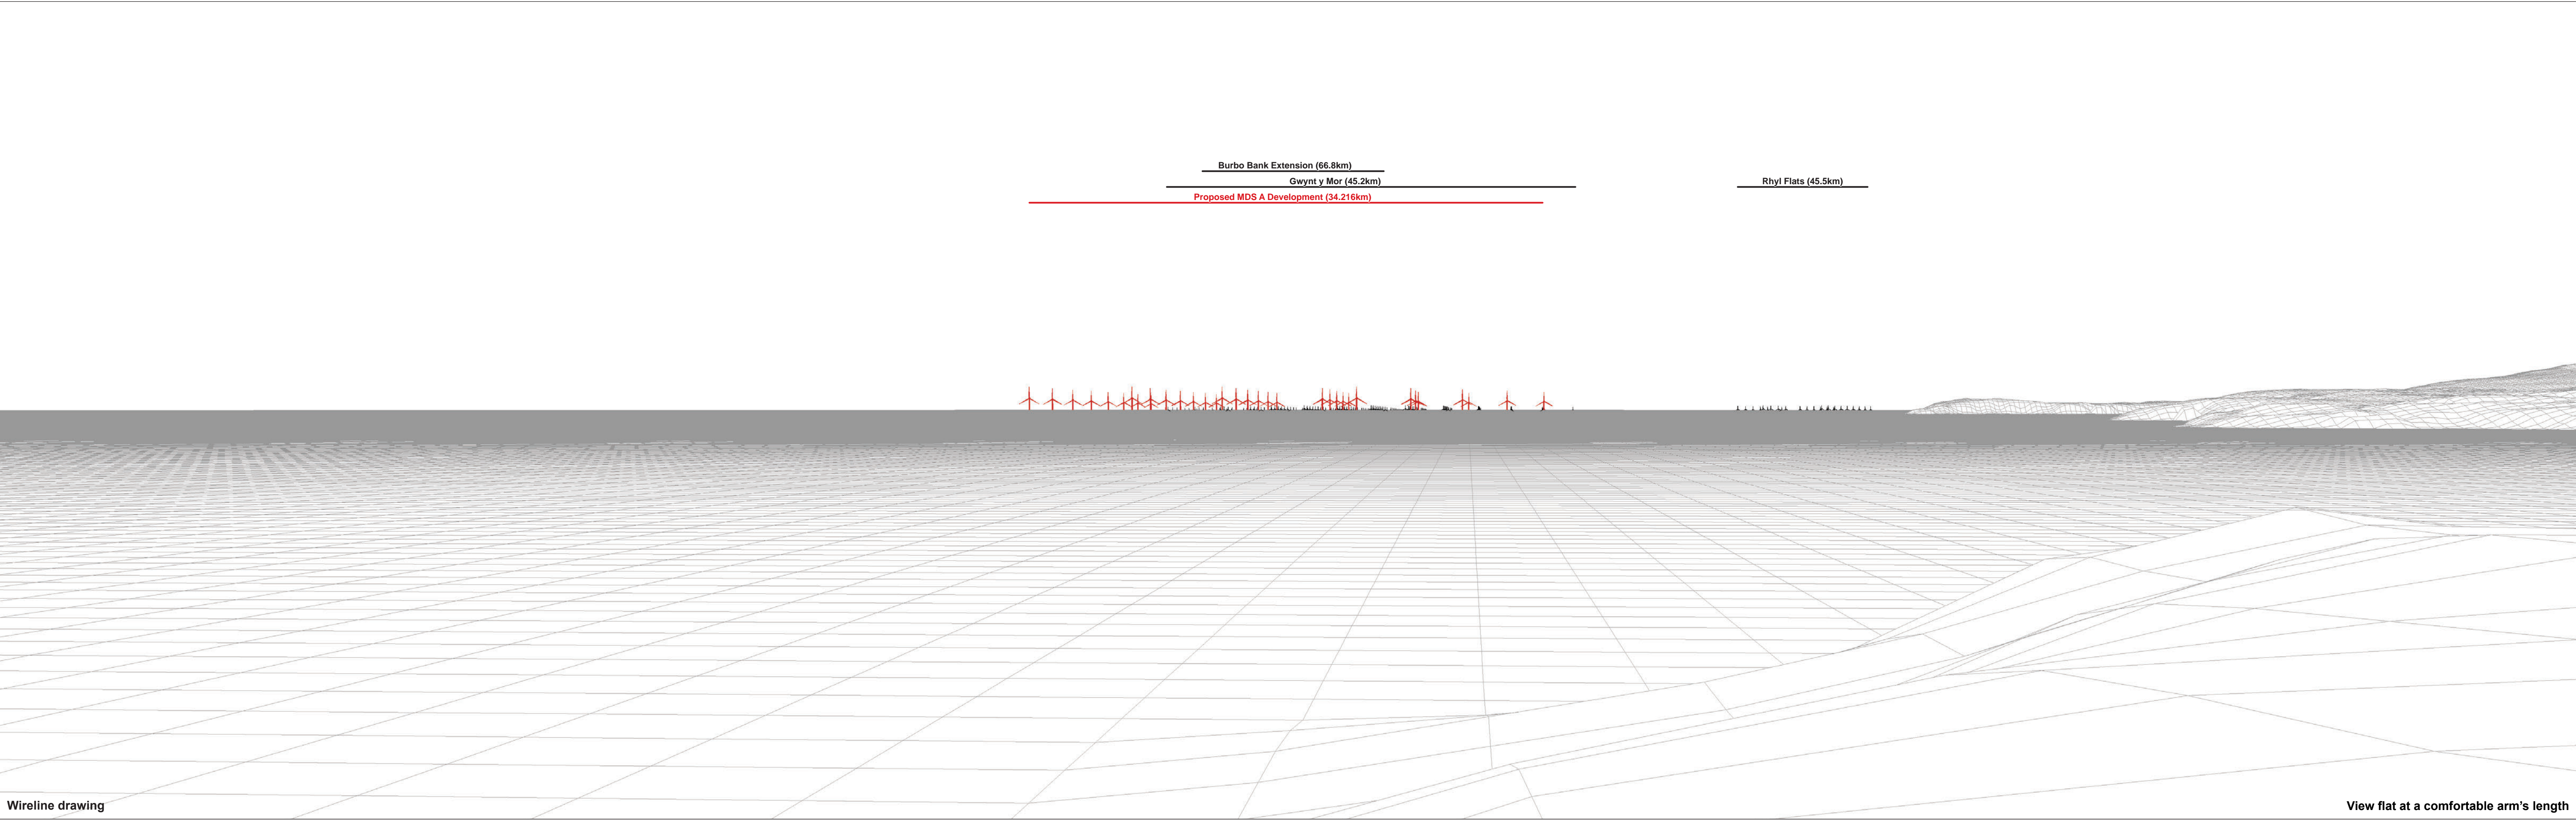 Burbo Bank Extension (66.8km)
Gwynt y Mor (45.2km)
Rhyl Flats (45.5km)
Proposed MDS A Development (34.216km)
Wireline drawing
View flat at a comfortable arm's length